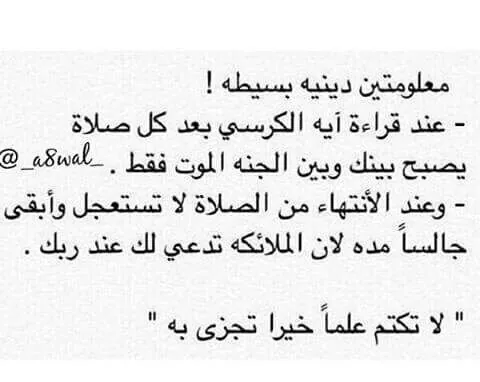 معلومتين دينيه بسيطه !
- عند قراءة آيه الكرسي بعد كل صلاة
يصبح بينك وبين الجنه الموت فقط .
@_a8wal_
- وعند الأنتهاء من الصلاة لا تستعجل وأبقى
جالساً مده لان الملائكه تدعي لك عند ربك .
" لا تكتم علماً خيرا تجزى به "